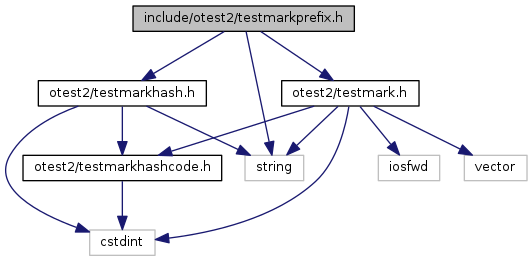 include/otest2/testmarkprefix.h
otest2/testmarkhash.h
otest2/testmark.h
otest2/testmarkhashcode.h
string
iosfwd
vector
cstdint